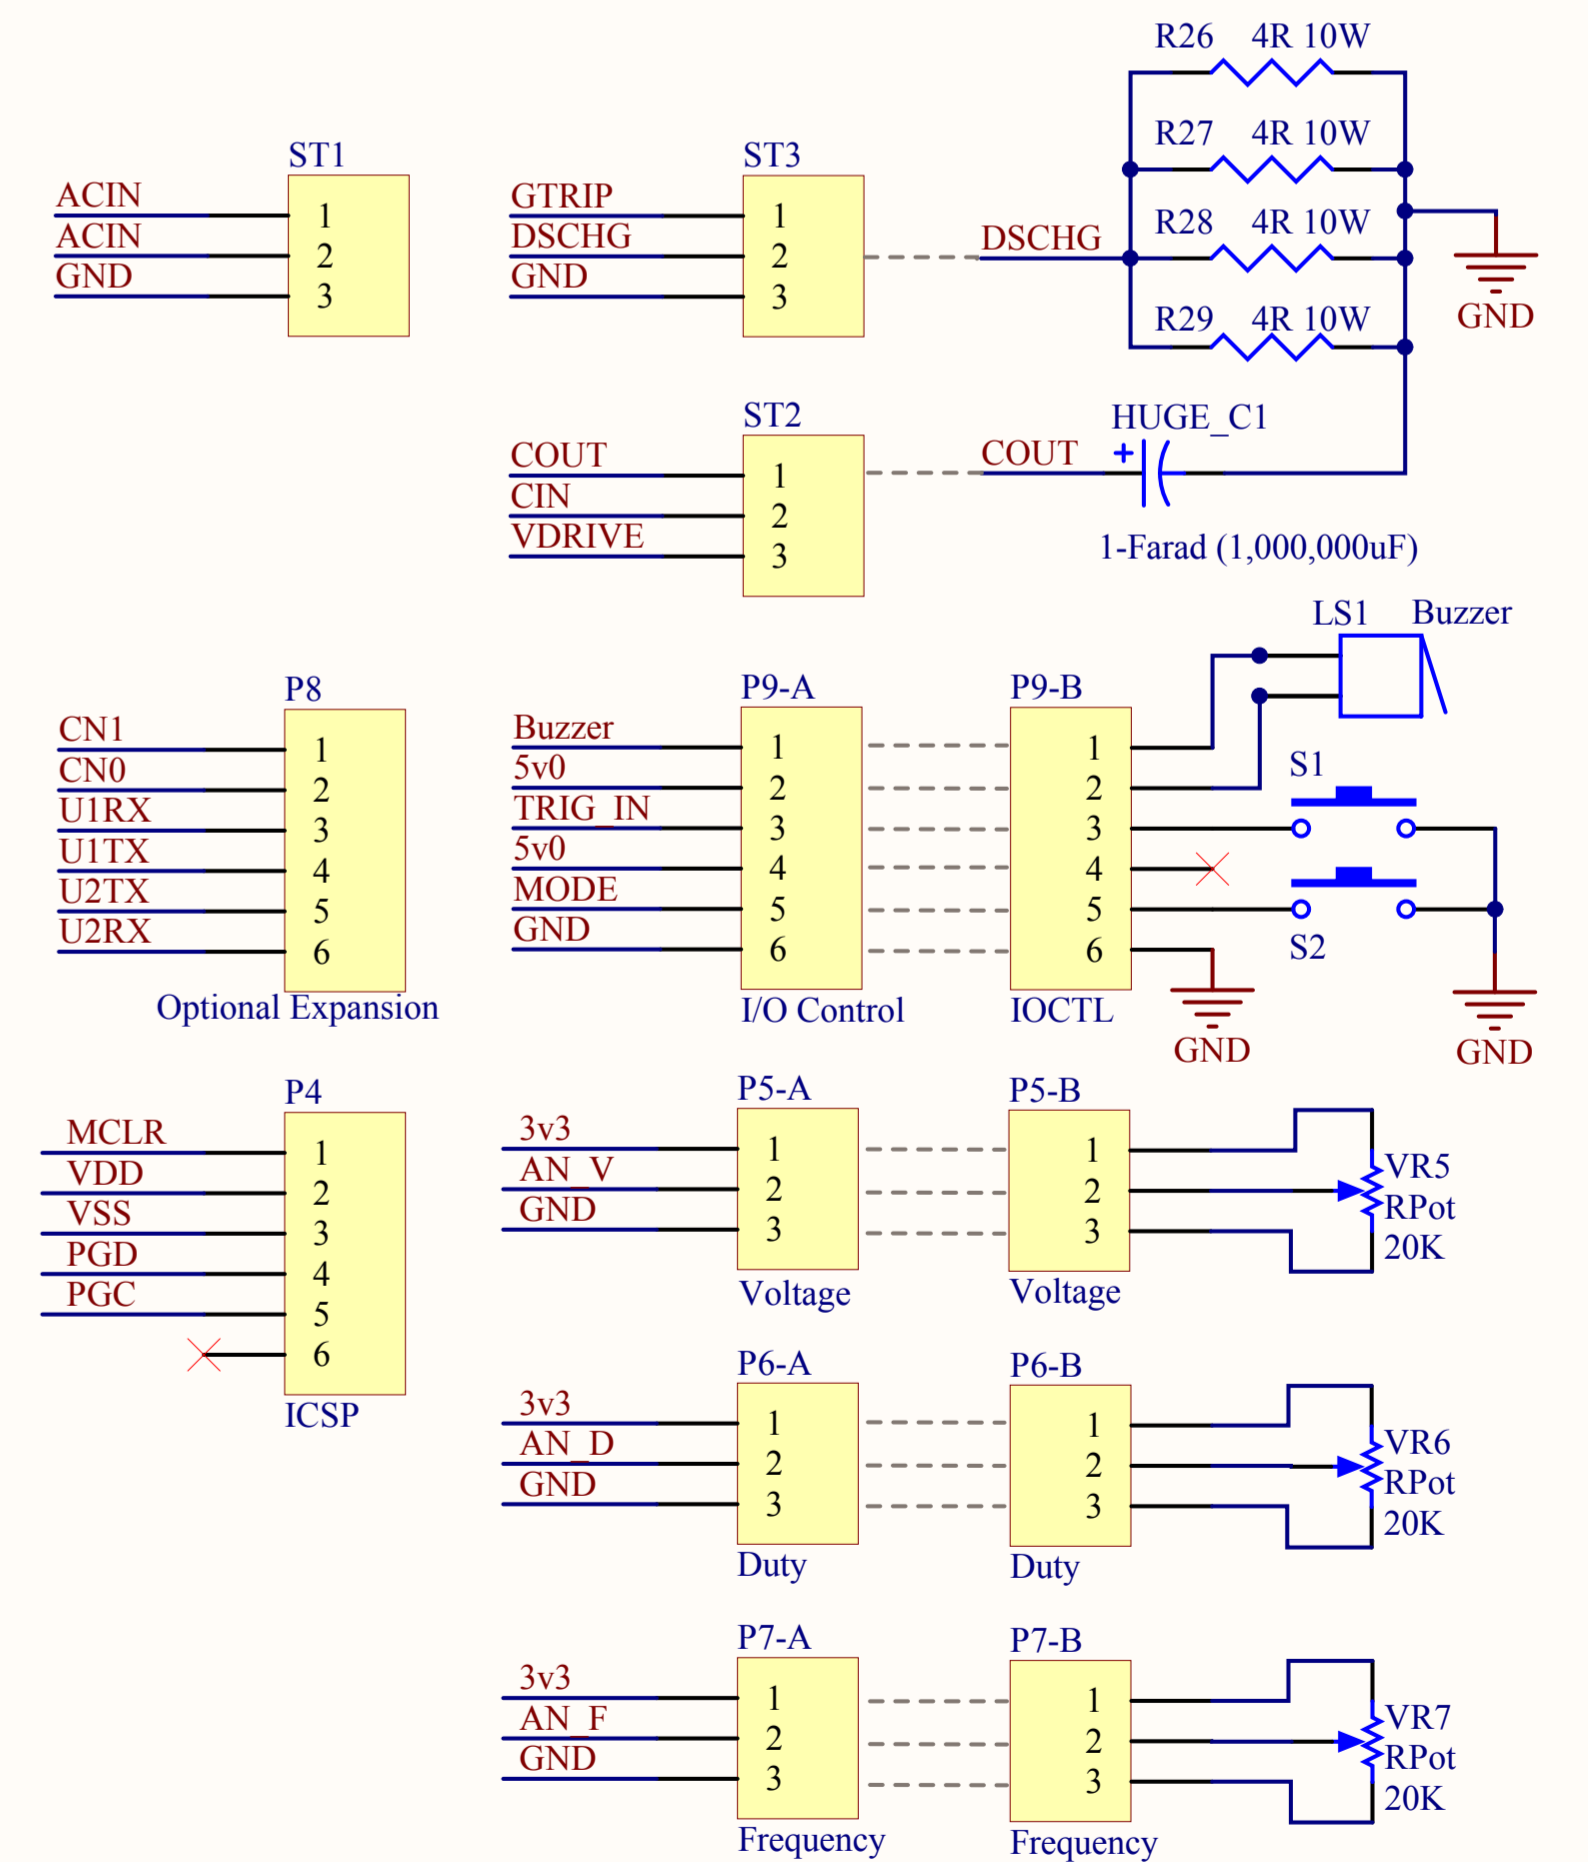 R26 4R 10W
R27 4R 10W
R28 4R 10W
R29 4R 10W
GND
ST1
ACIN 1
ACIN 2
GND 3
ST3
GTRIP 1
DSCHG 2
GND 3
DSCHG
ST2
COUT 1
CIN 2
VDRIVE 3
COUT
HUGE_C1
+
1-Farad (1,000,000uF)
LS1 Buzzer
P8
CN1 1
CN0 2
U1RX 3
U1TX 4
U2TX 5
U2RX 6
Optional Expansion
P9-A
Buzzer 1
5v0 2
TRIG_IN 3
5v0 4
MODE 5
GND 6
I/O Control
P9-B
1
2
3
4
5
6
IOCTL
S1
S2
GND
GND
P4
MCLR 1
VDD 2
VSS 3
PGD 4
PGC 5
6
ICSP
P5-A
3v3 1
AN_V 2
GND 3
Voltage
P5-B
1
2
3
Voltage
VR5
RPot
20K
P6-A
3v3 1
AN_D 2
GND 3
Duty
P6-B
1
2
3
Duty
VR6
RPot
20K
P7-A
3v3 1
AN_F 2
GND 3
Frequency
P7-B
1
2
3
Frequency
VR7
RPot
20K